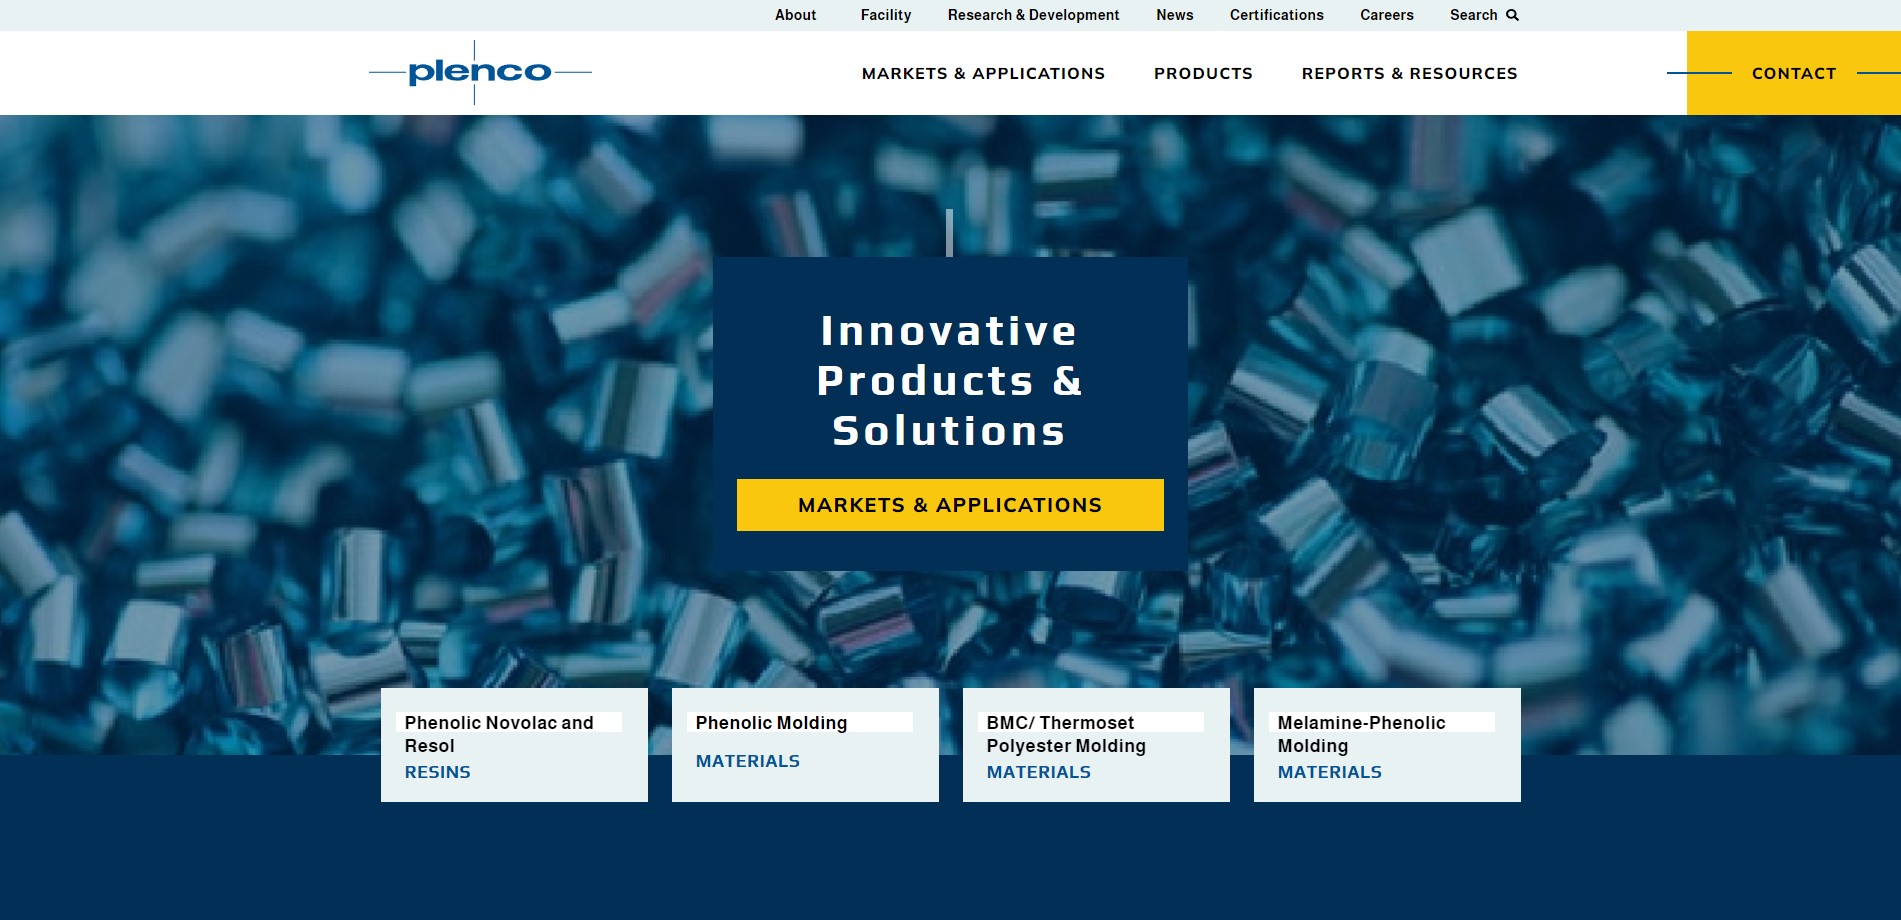 About Facility Research & Development News Certifications Careers Search
plenco
MARKETS & APPLICATIONS PRODUCTS REPORTS & RESOURCES CONTACT
Innovative
Products &
Solutions
MARKETS & APPLICATIONS
Phenolic Novolac and
Resol
RESINS
Phenolic Molding
MATERIALS
BMC/ Thermoset
Polyester Molding
MATERIALS
Melamine-Phenolic
Molding
MATERIALS